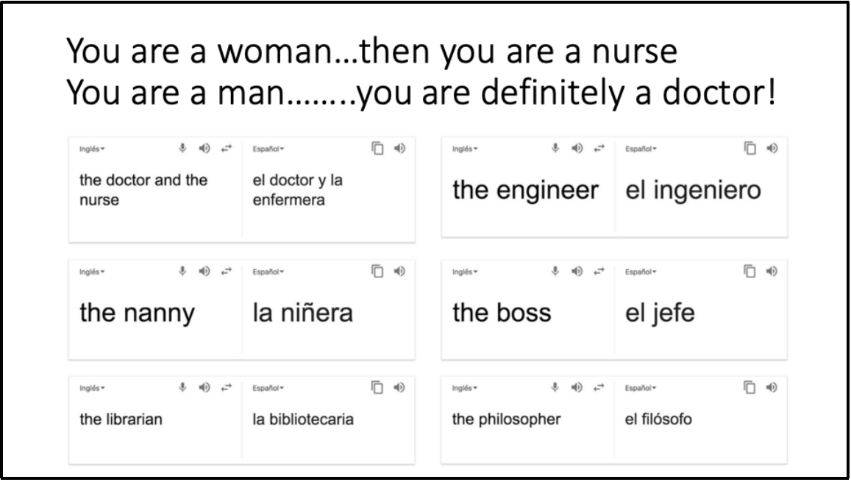 You are a woman...then you are a nurse
You are a man........you are definitely a doctor!
Inglés
Español
the doctor and the
nurse
el doctor y la
enfermera
Inglés
Español
the engineer
el ingeniero
Inglés
Español
the nanny
la niñera
Inglés
Español
the boss
el jefe
Inglés
Español
the librarian
la bibliotecaria
Inglés
Español
the philosopher
el filósofo